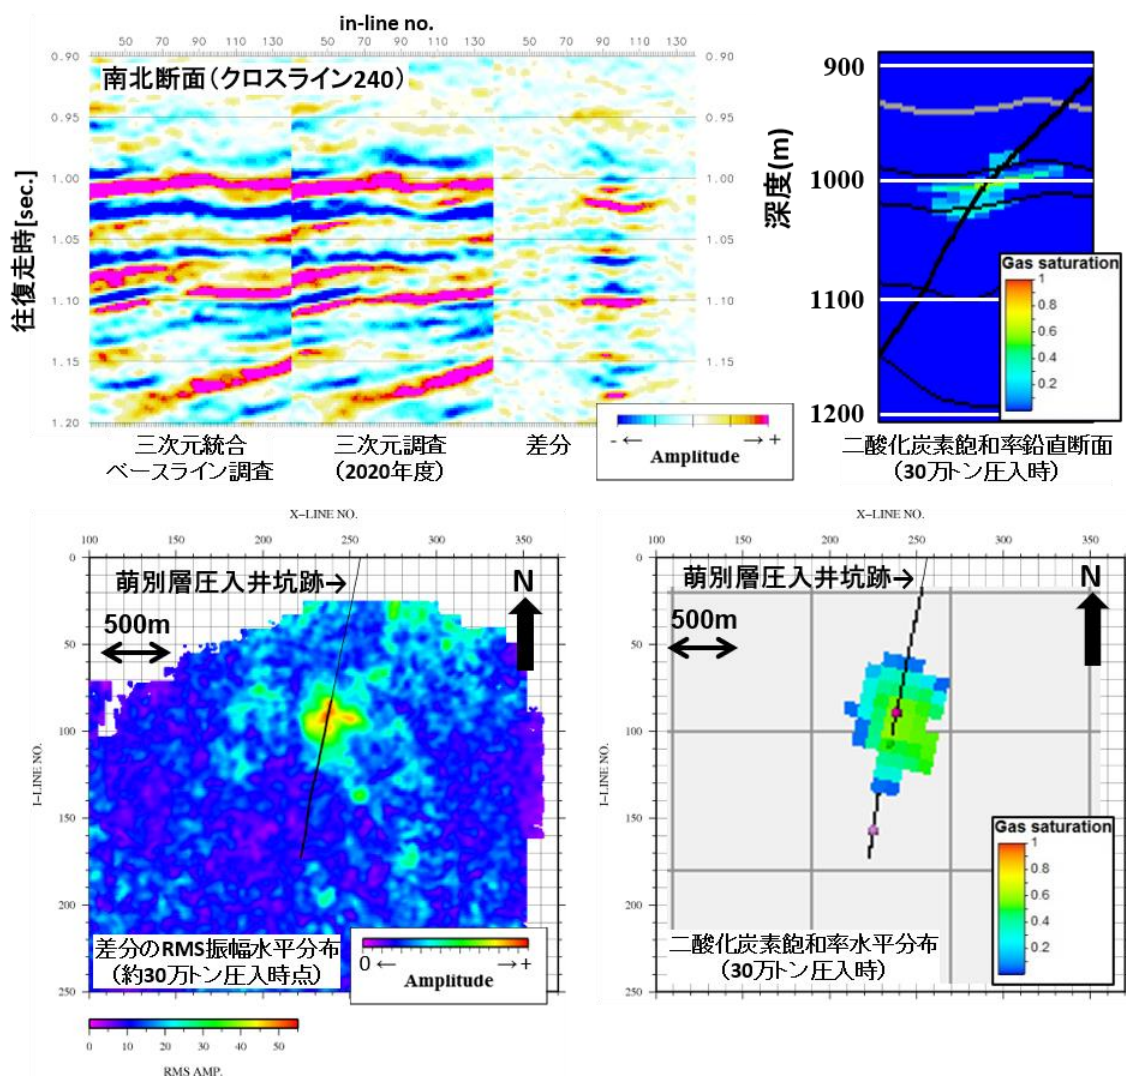 in-line no.
50 70 90 110 130 50 70 90 110 130 50 70 90 110 130
0.90 0.90
南北断面(クロスライン240)
0.95 0.95
1.00 1.00
1.05 1.05
1.10 1.10
1.15 1.15
1.20 1.20
往復走時[sec.]
三次元統合
ベースライン調査
三次元調査
(2020年度)
差分
- ← → +
Amplitude
深度(m)
900
1000
1100
1200
Gas saturation
1
0.8
0.6
0.4
0.2
二酸化炭素飽和率鉛直断面
(30万トン圧入時)
X-LINE NO.
100 150 200 250 300 350
0
50
100
150
200
250
I-LINE NO.
萌別層圧入井坑跡→
N
500m
差分のRMS振幅水平分布
(約30万トン圧入時点)
0 ← → +
Amplitude
0 10 20 30 40 50
RMS AMP.
X-LINE NO.
100 150 200 250 300 350
0
50
100
150
200
250
I-LINE NO.
萌別層圧入井坑跡→
N
500m
Gas saturation
1
0.8
0.6
0.4
0.2
二酸化炭素飽和率水平分布
(30万トン圧入時)